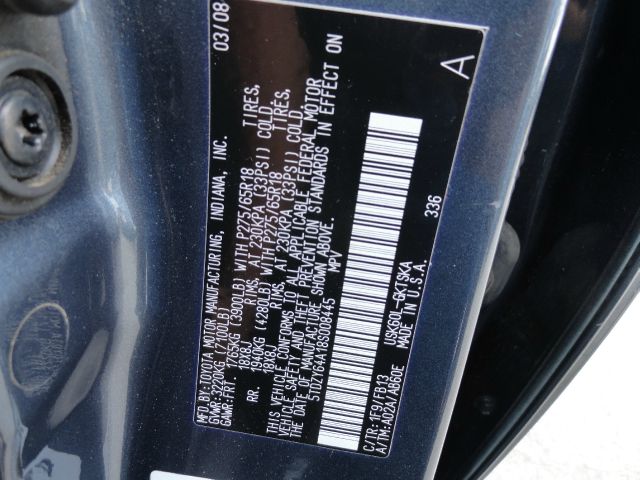 MFD.BY: TOYOTA MOTOR MANUFACTURING, INDIANA, INC. 03/08
GVWR: 3220KG (7100LB)
GAWR: FRT. 1765KG (3900LB) WITH P275/65R18 TIRES,
18X8J RIMS, AT 230KPA (33PSI) COLD.
RR. 1940KG (4280LB) WITH P275/65R18 TIRES,
18X8J RIMS, AT 230KPA (33PSI) COLD.
THIS VEHICLE CONFORMS TO ALL APPLICABLE FEDERAL MOTOR
VEHICLE SAFETY AND THEFT PREVENTION STANDARDS IN EFFECT ON
THE DATE OF MANUFACTURE SHOWN ABOVE.
5TDZY64A18S008445 MPV
A
C/TR: 1F9/FB13 USK60L-GKTSKA 336
A/TM: A02A/AB60E MADE IN U.S.A.